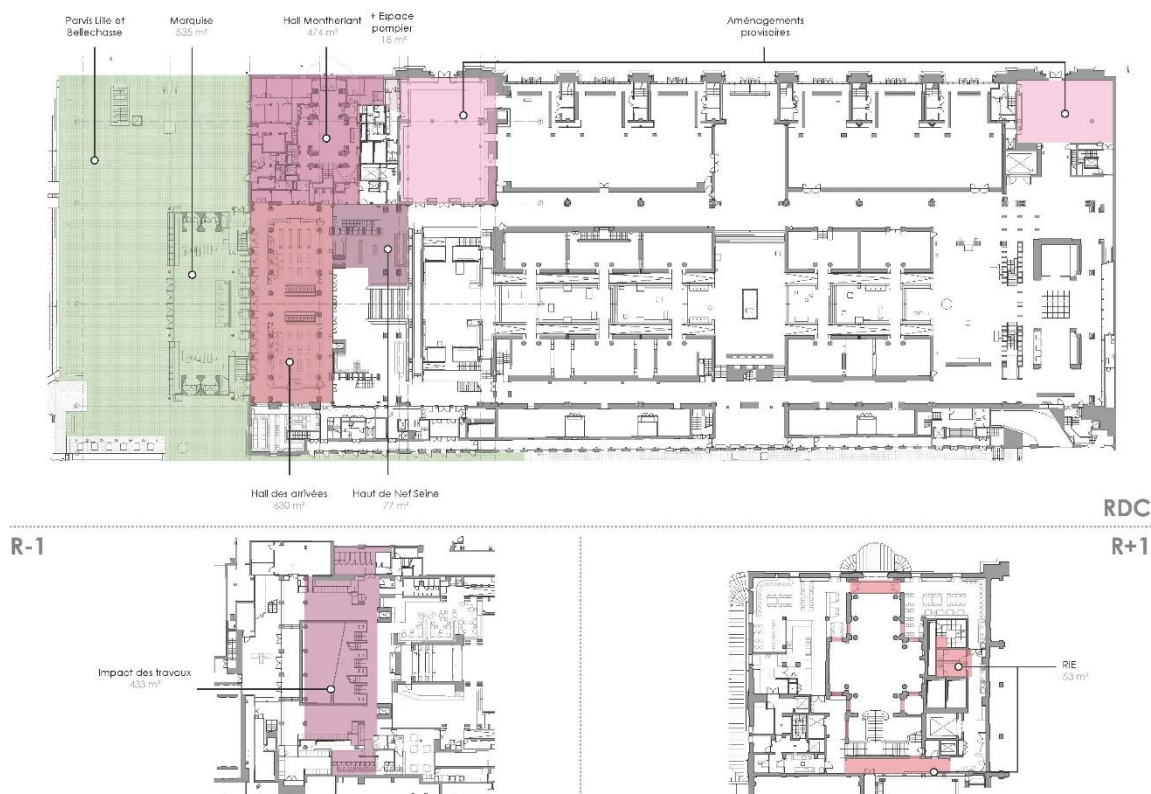 Parvis Lille et
Bellechasse
Marquise
535 m²
Hall Montherlant
474 m²
+ Espace
pompier
18 m²
Aménagements
provisoires
Hall des arrivées
630 m²
Haut de Nef Seine
77 m²
RDC
R-1
R+1
Impact des travaux
433 m²
RIE
53 m²